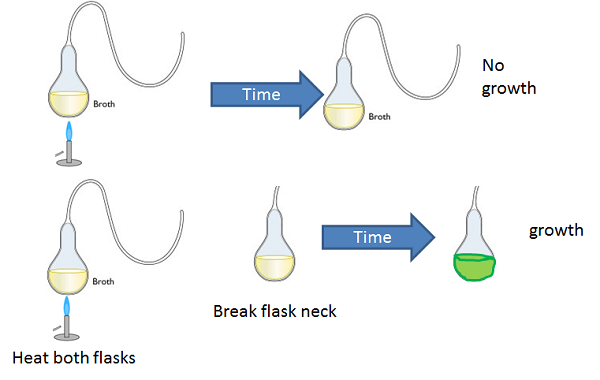 Broth
Time
Broth
No
growth
Broth
Time
growth
Break flask neck
Heat both flasks